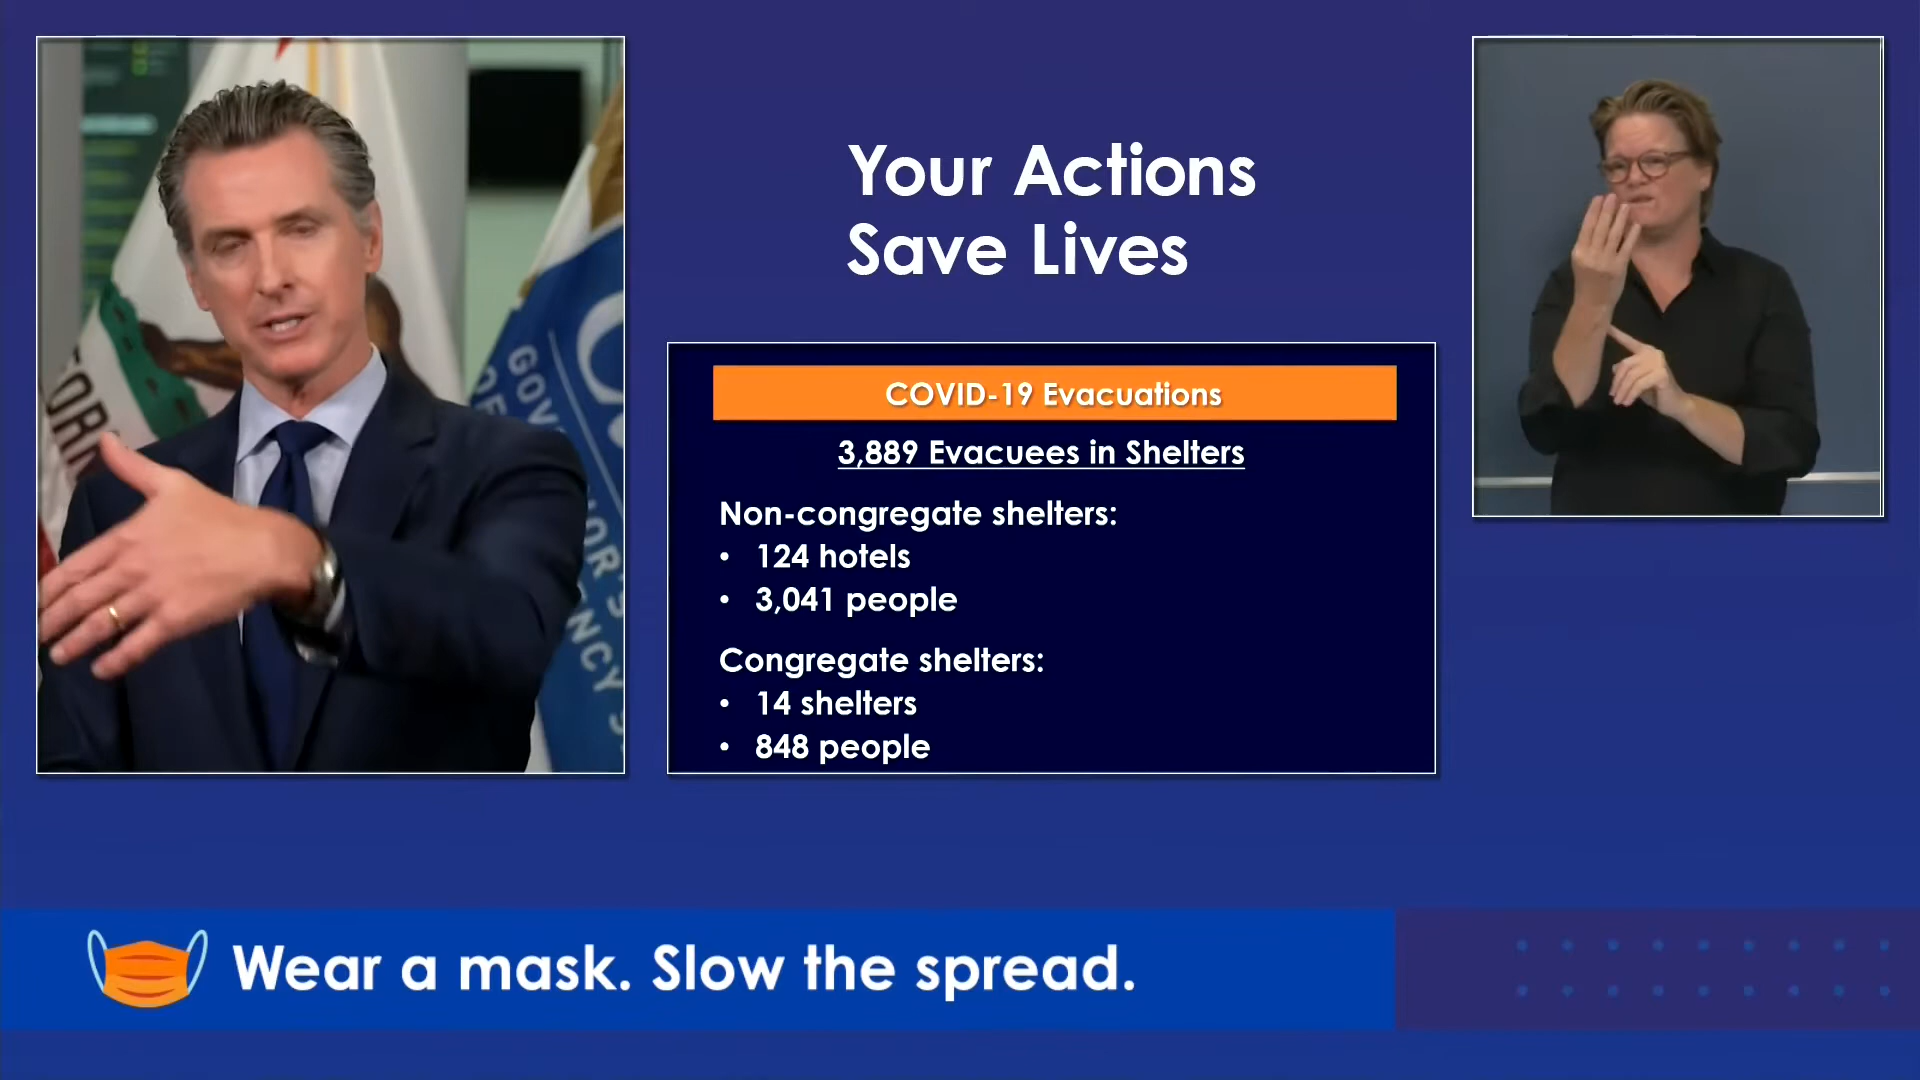 Your Actions
Save Lives
COVID-19 Evacuations
3,889 Evacuees in Shelters
Non-congregate shelters:
• 124 hotels
• 3,041 people
Congregate shelters:
• 14 shelters
• 848 people
Wear a mask. Slow the spread.